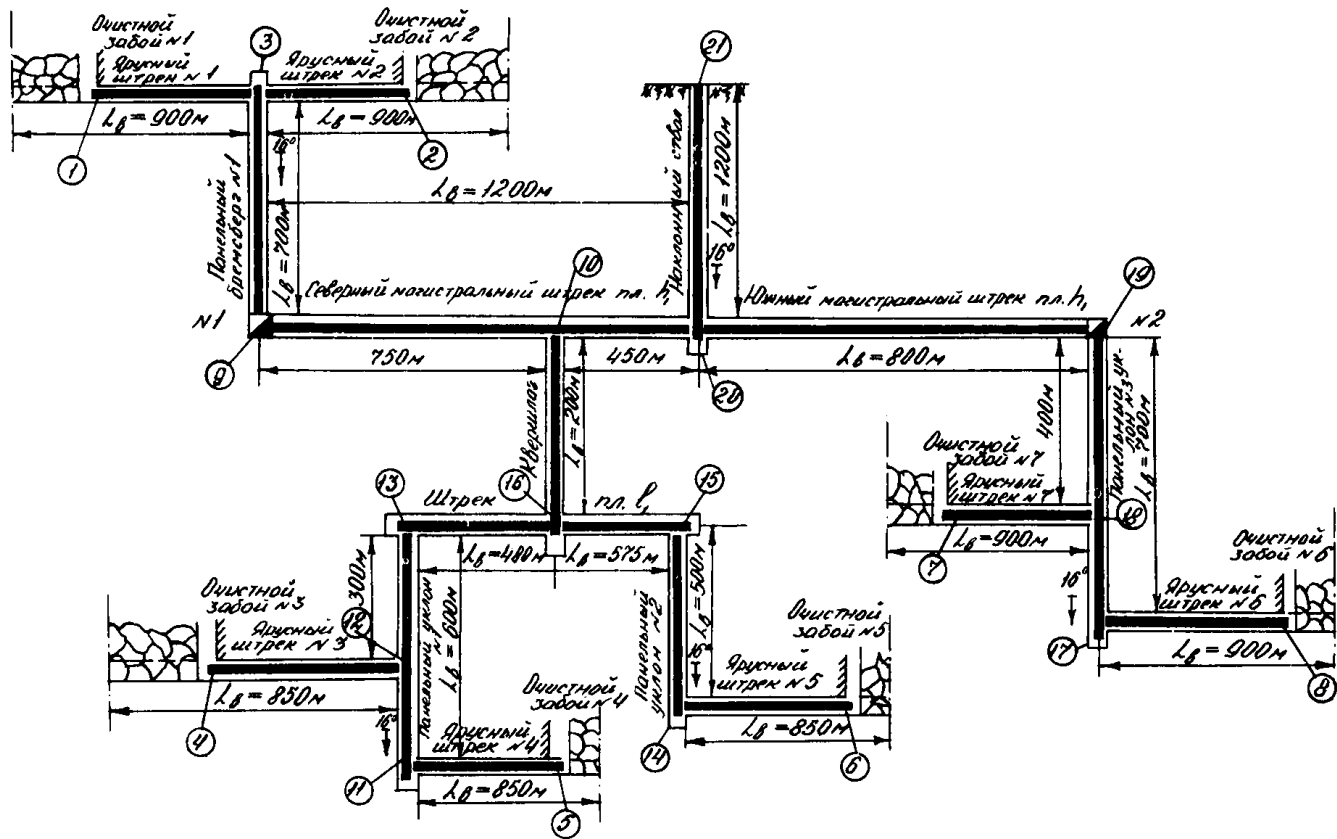 Очистной
забой №1
Ярусный
штрек №1
3
Очистной
забой №2
Ярусный
штрек №2
21
Lв=900м
Lв=900м
1
2
16°
Панельный
бремсберг №1
Lв=700м
Lв=1200м
Наклонный ствол
Lв=1200м
16°
10
19
Северный магистральный штрек пл. h₁
Южный магистральный штрек пл. h₁
№1
№2
9
750м
450м
20
Lв=800м
Квершлаг
Lв=200м
400м
Панельный ук-
лон №3
Lв=700м
Очистной
забой №7
Ярусный
штрек №7
13
Штрек
16
пл. l₁
15
18
7
Lв=900м
16°
Lв=480м
Lв=575м
300м
Очистной
забой №6
Ярусный
штрек №6
Очистной
забой №3
Ярусный
штрек №3
12
Панельный уклон
№1
Lв=600м
Панельный
уклон №2
Lв=500м
16°
Очистной
забой №5
Ярусный
штрек №5
17
Lв=900м
8
Lв=850м
4
16°
Очистной
забой №4
Ярусный
штрек №4
14
Lв=850м
6
11
Lв=850м
5